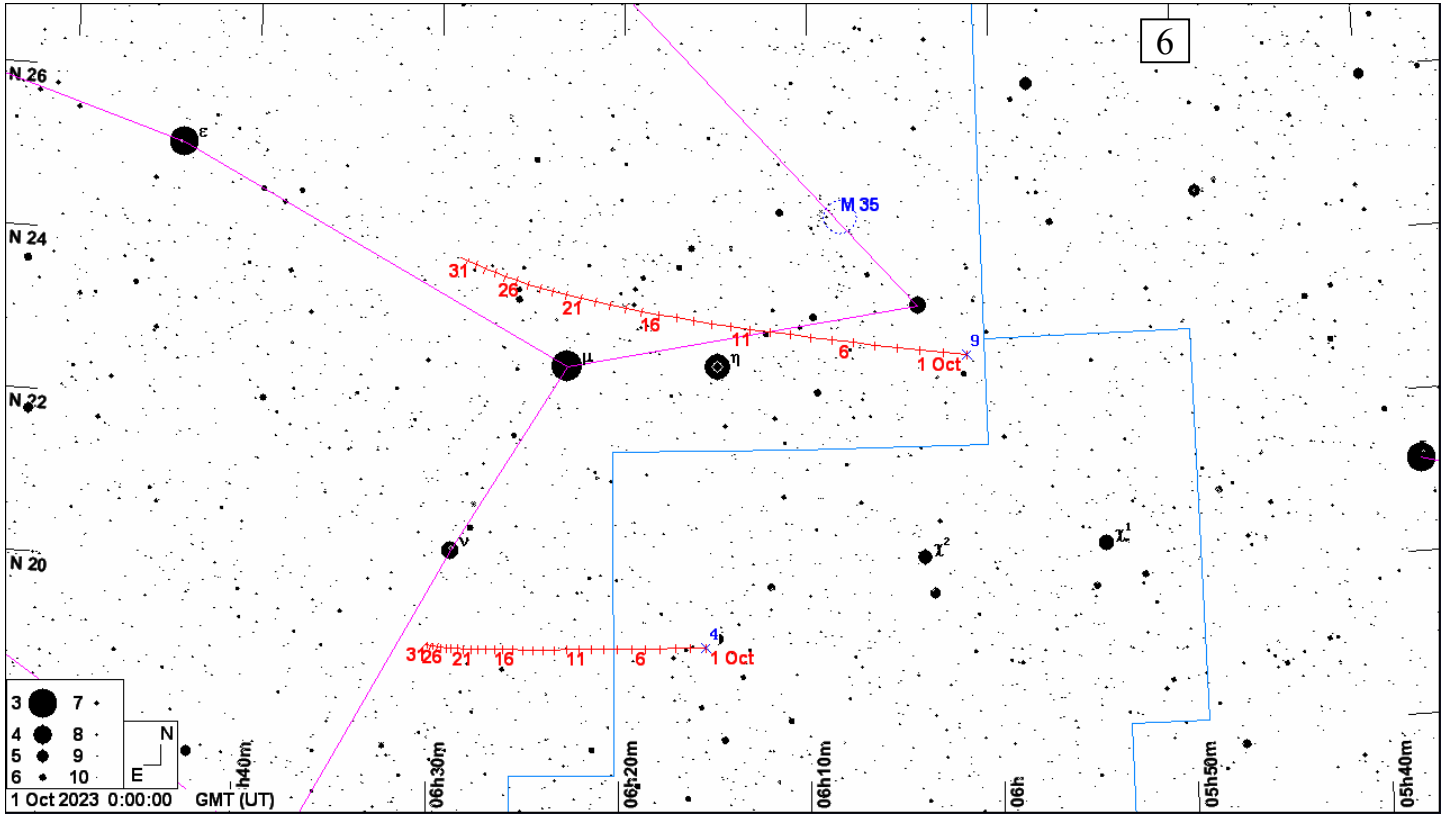 6
N 26
ε
M 35
N 24
31
26
21
16
11
6
1 Oct
9
μ
η
N 22
ν
χ²
χ¹
N 20
4
31
26
21
16
11
6
1 Oct
3 7
4 8
5 9
6 10
N
E
06h40m
06h30m
06h20m
06h10m
06h
05h50m
05h40m
1 Oct 2023 0:00:00 GMT (UT)